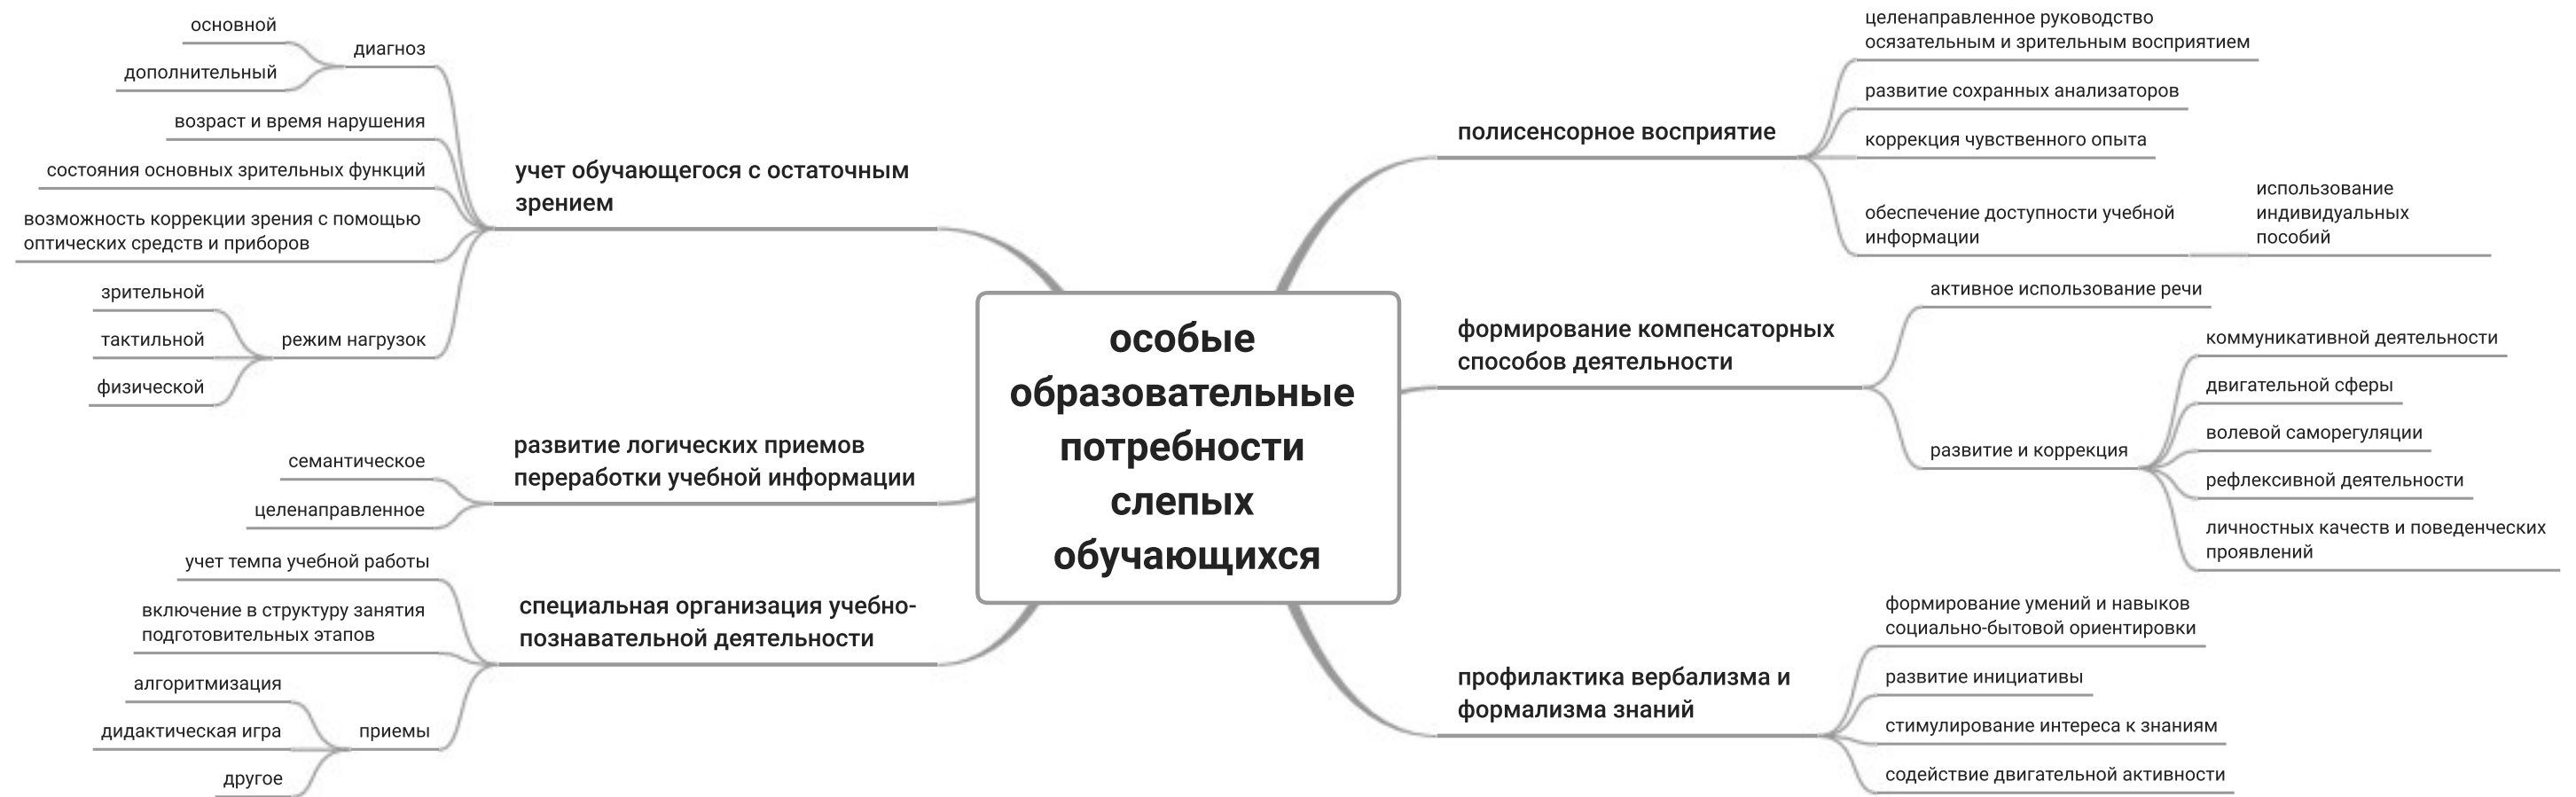 особые
образовательные
потребности
слепых
обучающихся
учет обучающегося с остаточным
зрением
диагноз
основной
дополнительный
возраст и время нарушения
состояния основных зрительных функций
возможность коррекции зрения с помощью
оптических средств и приборов
режим нагрузок
зрительной
тактильной
физической
развитие логических приемов
переработки учебной информации
семантическое
целенаправленное
специальная организация учебно-
познавательной деятельности
учет темпа учебной работы
включение в структуру занятия
подготовительных этапов
приемы
алгоритмизация
дидактическая игра
другое
полисенсорное восприятие
целенаправленное руководство
осязательным и зрительным восприятием
развитие сохранных анализаторов
коррекция чувственного опыта
обеспечение доступности учебной
информации
использование
индивидуальных
пособий
формирование компенсаторных
способов деятельности
активное использование речи
развитие и коррекция
коммуникативной деятельности
двигательной сферы
волевой саморегуляции
рефлексивной деятельности
личностных качеств и поведенческих
проявлений
профилактика вербализма и
формализма знаний
формирование умений и навыков
социально-бытовой ориентировки
развитие инициативы
стимулирование интереса к знаниям
содействие двигательной активности